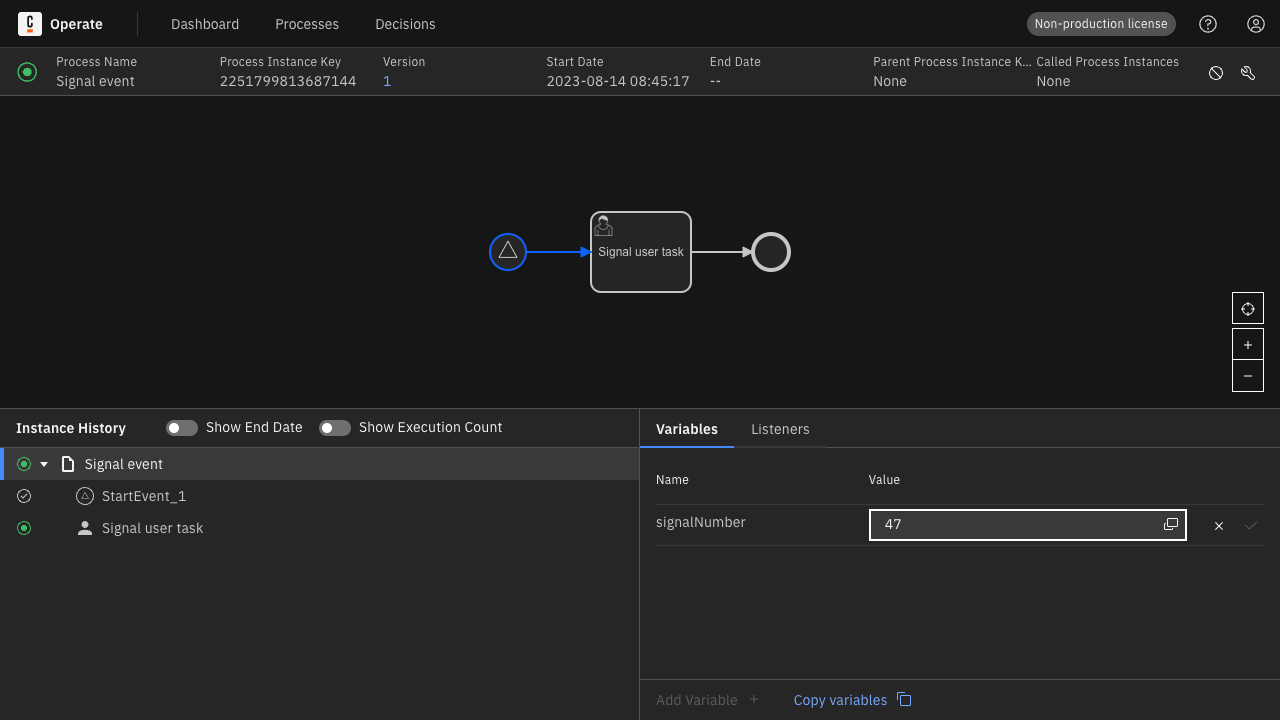 C Operate Dashboard Processes Decisions Non-production license
Process Name Process Instance Key Version Start Date End Date Parent Process Instance K... Called Process Instances
Signal event 2251799813687144 1 2023-08-14 08:45:17 -- None None
Signal user task
Instance History Show End Date Show Execution Count
Signal event
StartEvent_1
Signal user task
Variables Listeners
Name Value
signalNumber 47
Add Variable + Copy variables